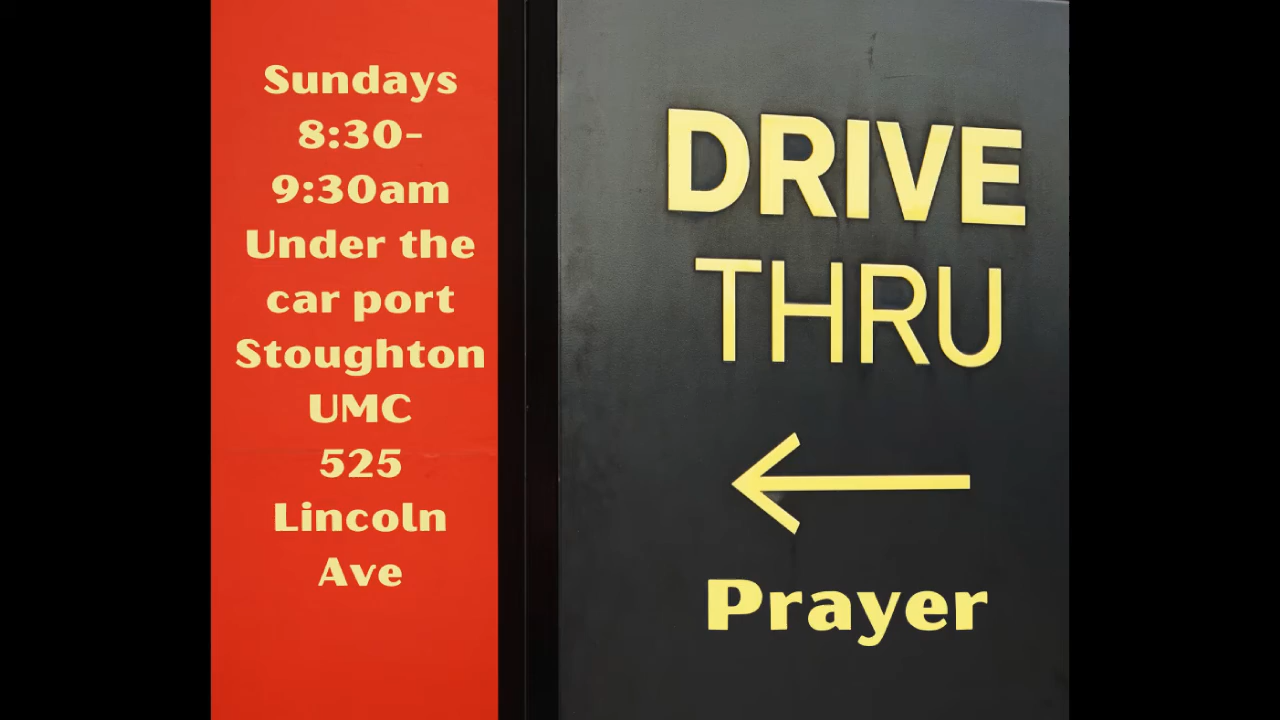 Sundays
8:30-
9:30am
Under the
car port
Stoughton
UMC
525
Lincoln
Ave
DRIVE
THRU
Prayer